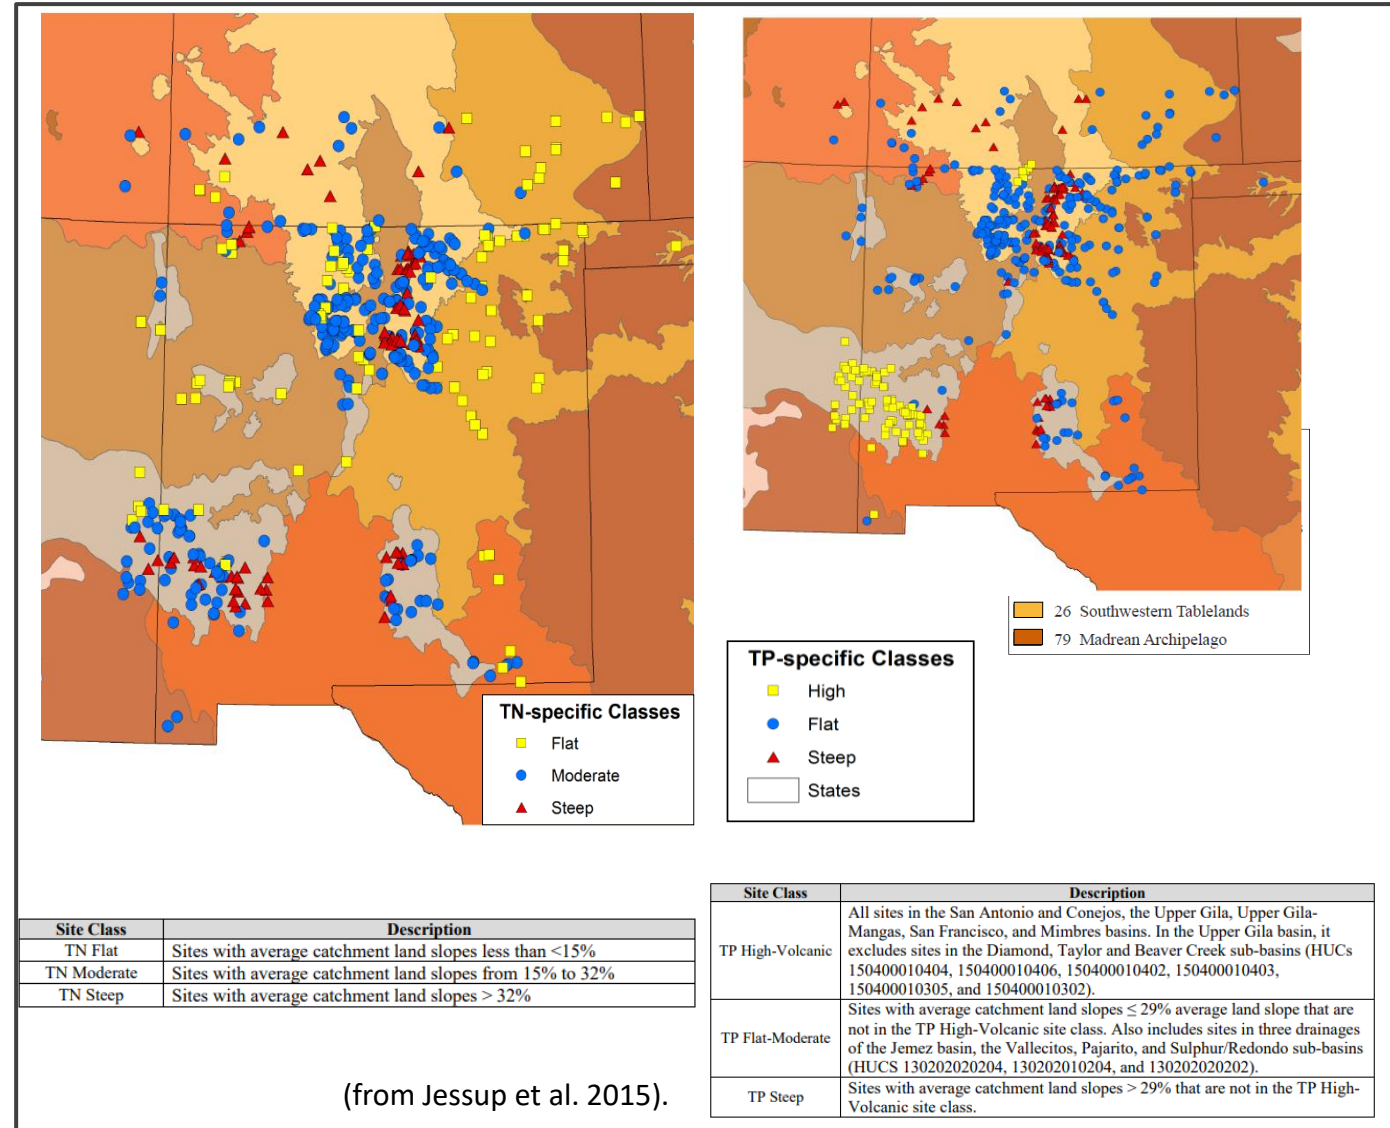 TN-specific Classes
Flat
Moderate
Steep
26 Southwestern Tablelands
79 Madrean Archipelago
TP-specific Classes
High
Flat
Steep
States
Site Class Description
TN Flat Sites with average catchment land slopes less than <15%
TN Moderate Sites with average catchment land slopes from 15% to 32%
TN Steep Sites with average catchment land slopes > 32%
Site Class Description
TP High-Volcanic
All sites in the San Antonio and Conejos, the Upper Gila, Upper Gila-
Mangas, San Francisco, and Mimbres basins. In the Upper Gila basin, it
excludes sites in the Diamond, Taylor and Beaver Creek sub-basins (HUCs
150400010404, 150400010406, 150400010402, 150400010403,
150400010305, and 150400010302).
TP Flat-Moderate
Sites with average catchment land slopes ≤ 29% average land slope that are
not in the TP High-Volcanic site class. Also includes sites in three drainages
of the Jemez basin, the Vallecitos, Pajarito, and Sulphur/Redondo sub-basins
(HUCS 130202020204, 130202010204, and 130202020202).
TP Steep
Sites with average catchment land slopes > 29% that are not in the TP High-
Volcanic site class.
(from Jessup et al. 2015).